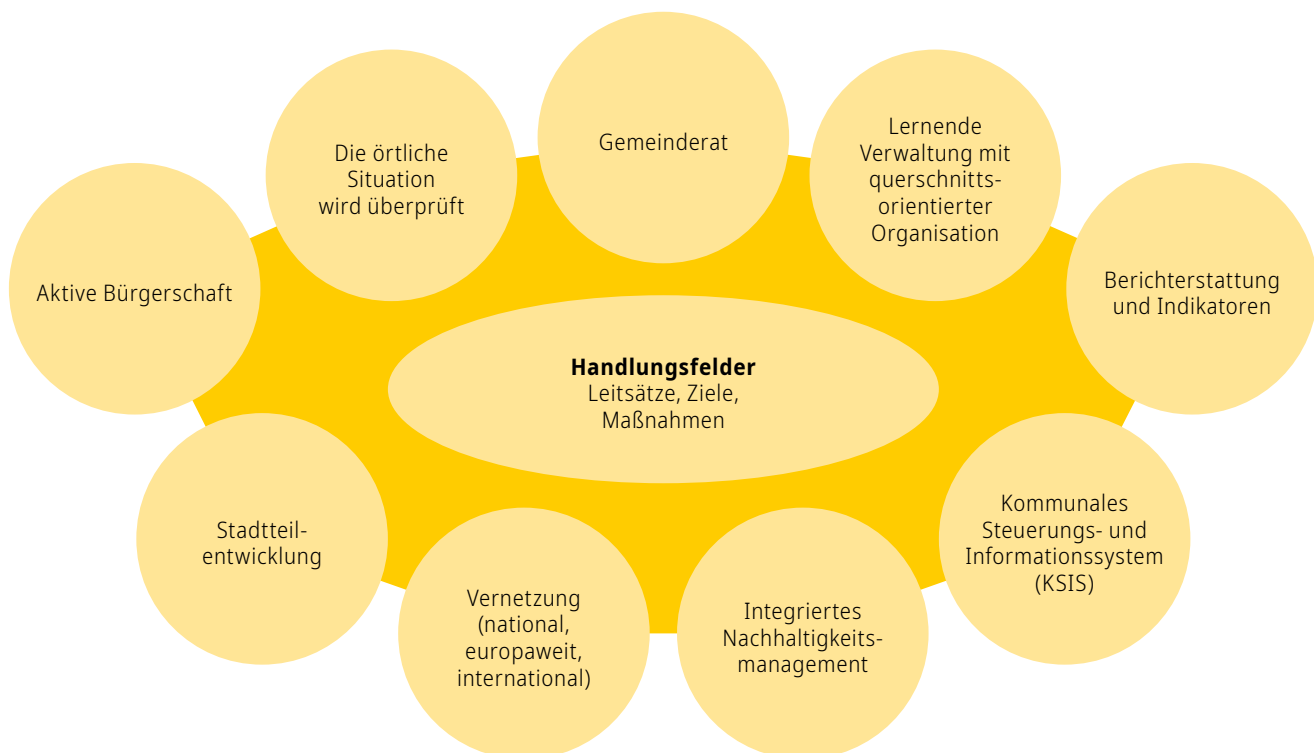 Gemeinderat
Die örtliche
Situation
wird überprüft
Lernende
Verwaltung mit
querschnitts-
orientierter
Organisation
Aktive Bürgerschaft
Berichterstattung
und Indikatoren
Handlungsfelder
Leitsätze, Ziele,
Maßnahmen
Stadtteil-
entwicklung
Kommunales
Steuerungs- und
Informationssystem
(KSIS)
Vernetzung
(national,
europaweit,
international)
Integriertes
Nachhaltigkeits-
management